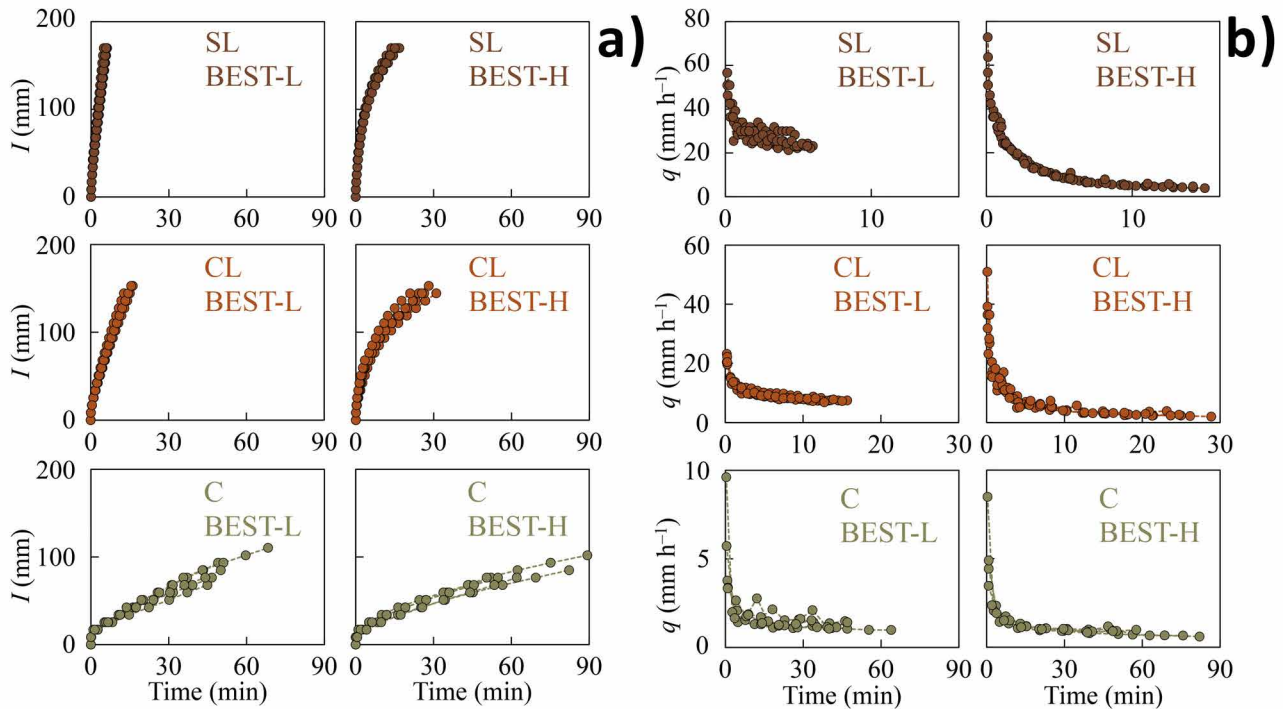 a)
200
100
0
I (mm)
SL
BEST-L
0 30 60 90
SL
BEST-H
0 30 60 90
200
100
0
I (mm)
CL
BEST-L
0 30 60 90
CL
BEST-H
0 30 60 90
200
100
0
I (mm)
C
BEST-L
0 30 60 90
Time (min)
C
BEST-H
0 30 60 90
Time (min)
b)
80
60
40
20
0
q (mm h⁻¹)
SL
BEST-L
0 10
SL
BEST-H
0 10
60
40
20
0
q (mm h⁻¹)
CL
BEST-L
0 10 20 30
CL
BEST-H
0 10 20 30
10
5
0
q (mm h⁻¹)
C
BEST-L
0 30 60 90
Time (min)
C
BEST-H
0 30 60 90
Time (min)